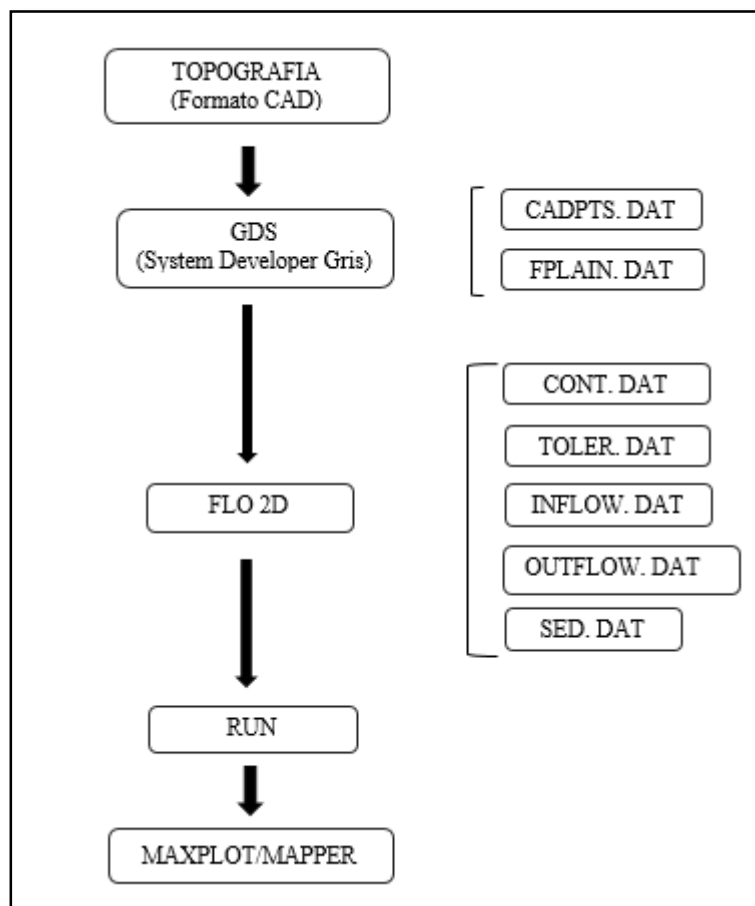 TOPOGRAFIA
(Formato CAD)
GDS
(System Developer Gris)
CADPTS. DAT
FPLAIN. DAT
FLO 2D
CONT. DAT
TOLER. DAT
INFLOW. DAT
OUTFLOW. DAT
SED. DAT
RUN
MAXPLOT/MAPPER